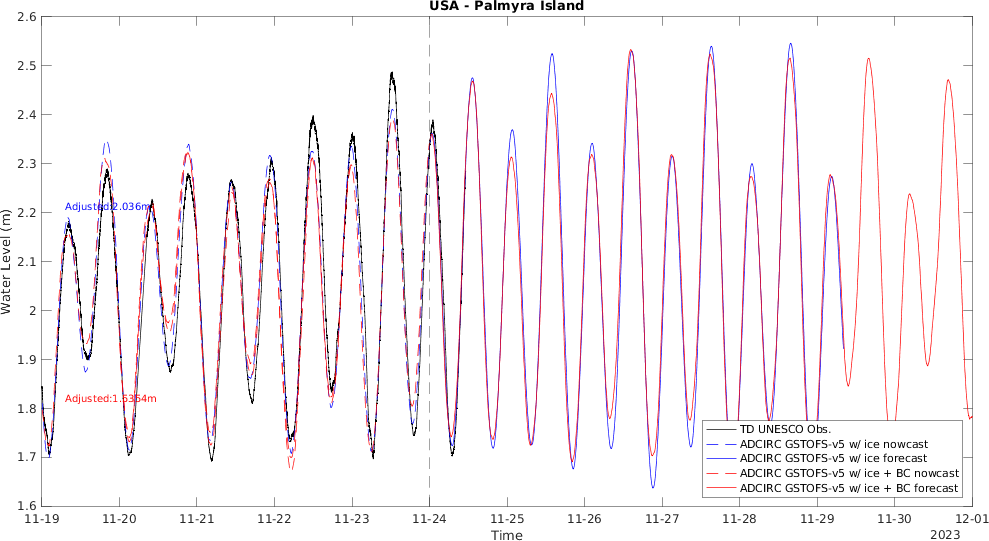 USA - Palmyra Island
2.6
2.5
2.4
2.3
2.2
2.1
2
1.9
1.8
1.7
1.6
Water Level (m)
Adjusted:2.036m
Adjusted:1.6364m
TD UNESCO Obs.
ADCIRC GSTOFS-v5 w/ ice nowcast
ADCIRC GSTOFS-v5 w/ ice forecast
ADCIRC GSTOFS-v5 w/ ice + BC nowcast
ADCIRC GSTOFS-v5 w/ ice + BC forecast
11-19 11-20 11-21 11-22 11-23 11-24 11-25 11-26 11-27 11-28 11-29 11-30 12-01
Time
2023